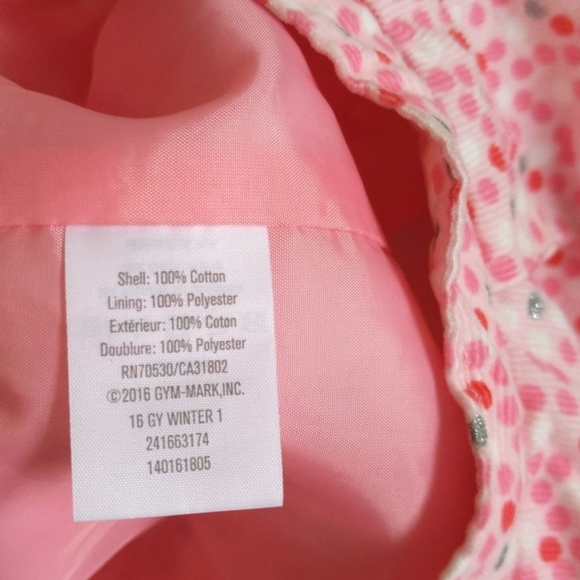 Shell: 100% Cotton
Lining: 100% Polyester
Extérieur: 100% Coton
Doublure: 100% Polyester
RN70530/CA31802
©2016 GYM-MARK,INC.
16 GY WINTER 1
241663174
140161805